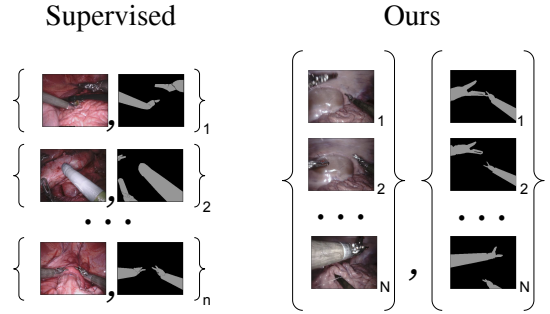 Supervised
Ours
{ , } 1
{ , } 2
. . .
{ , } n
{ 1 2 . . . N } , { 1 2 . . . N }